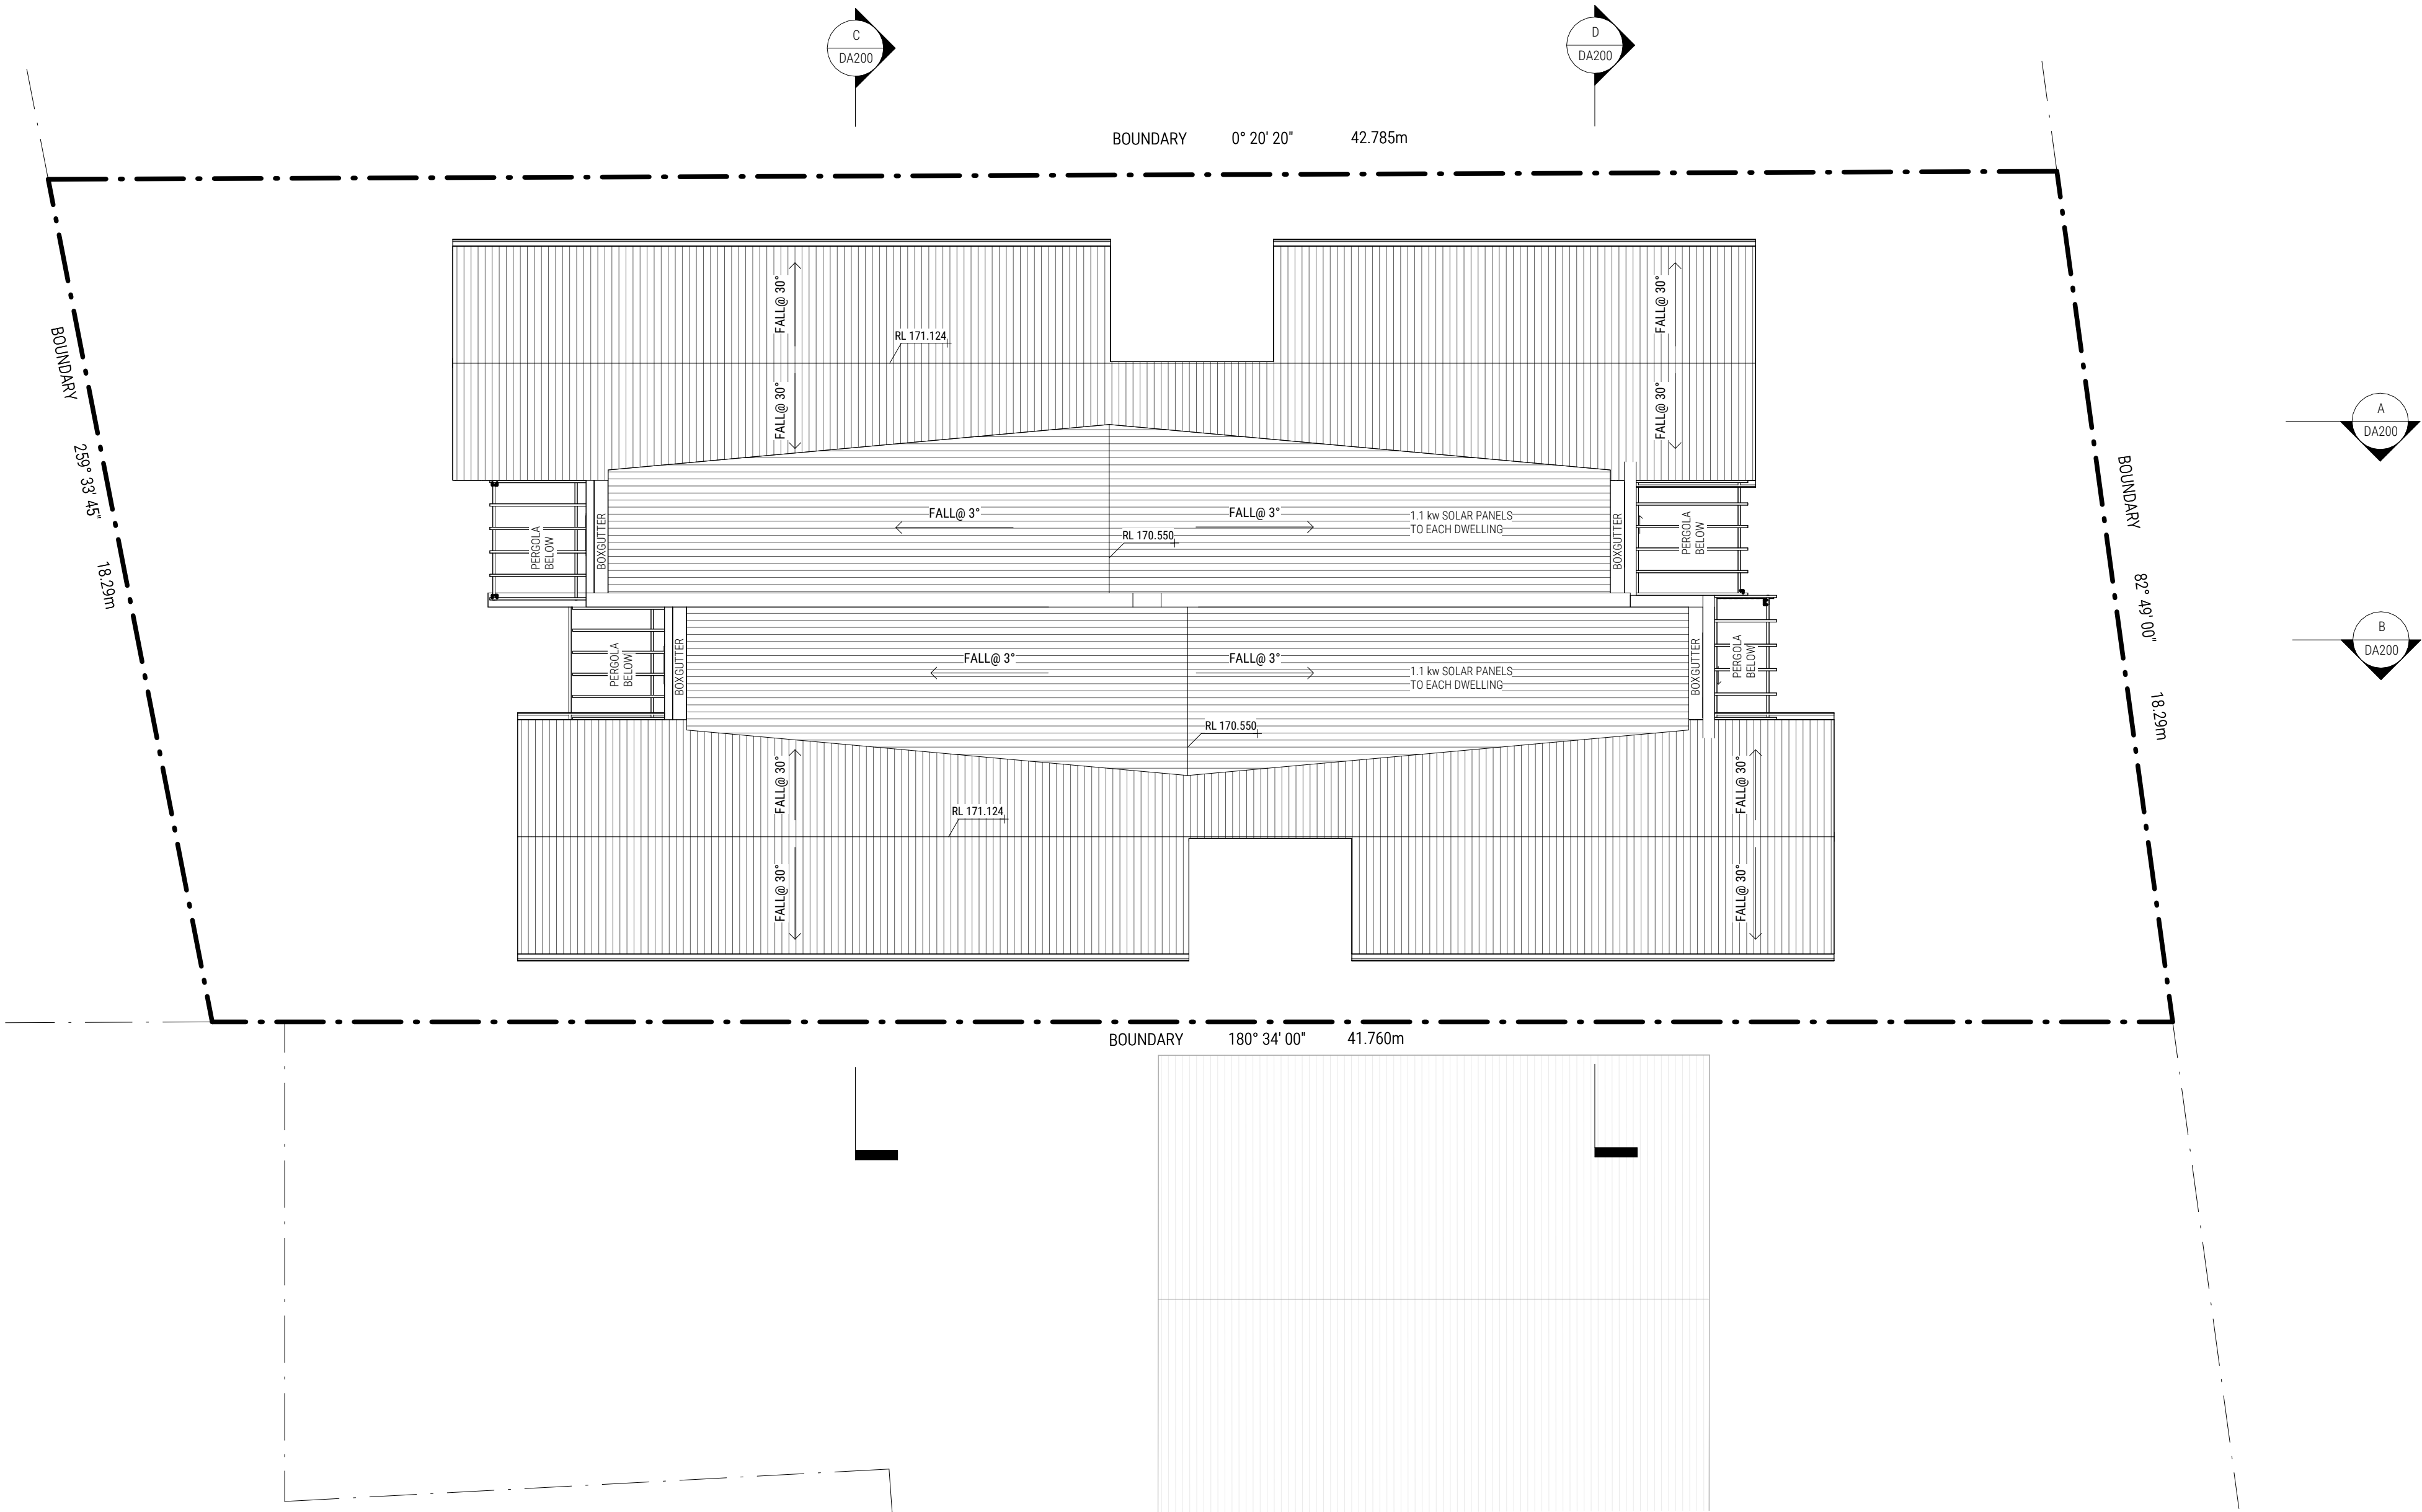 C
DA200
D
DA200
BOUNDARY 0° 20' 20" 42.785m
FALL@ 30°
FALL@ 30°
RL 171.124
BOUNDARY 259° 33' 45" 18.29m
FALL@ 30°
FALL@ 30°
A
DA200
BOUNDARY 82° 49' 00" 18.29m
PERGOLA
BELOW
BOXGUTTER
FALL@ 3°
FALL@ 3°
1.1 kw SOLAR PANELS
TO EACH DWELLING
RL 170.550
BOXGUTTER
PERGOLA
BELOW
B
DA200
PERGOLA
BELOW
BOXGUTTER
FALL@ 3°
FALL@ 3°
1.1 kw SOLAR PANELS
TO EACH DWELLING
BOXGUTTER
PERGOLA
BELOW
RL 170.550
FALL@ 30°
FALL@ 30°
RL 171.124
FALL@ 30°
FALL@ 30°
BOUNDARY 180° 34' 00" 41.760m